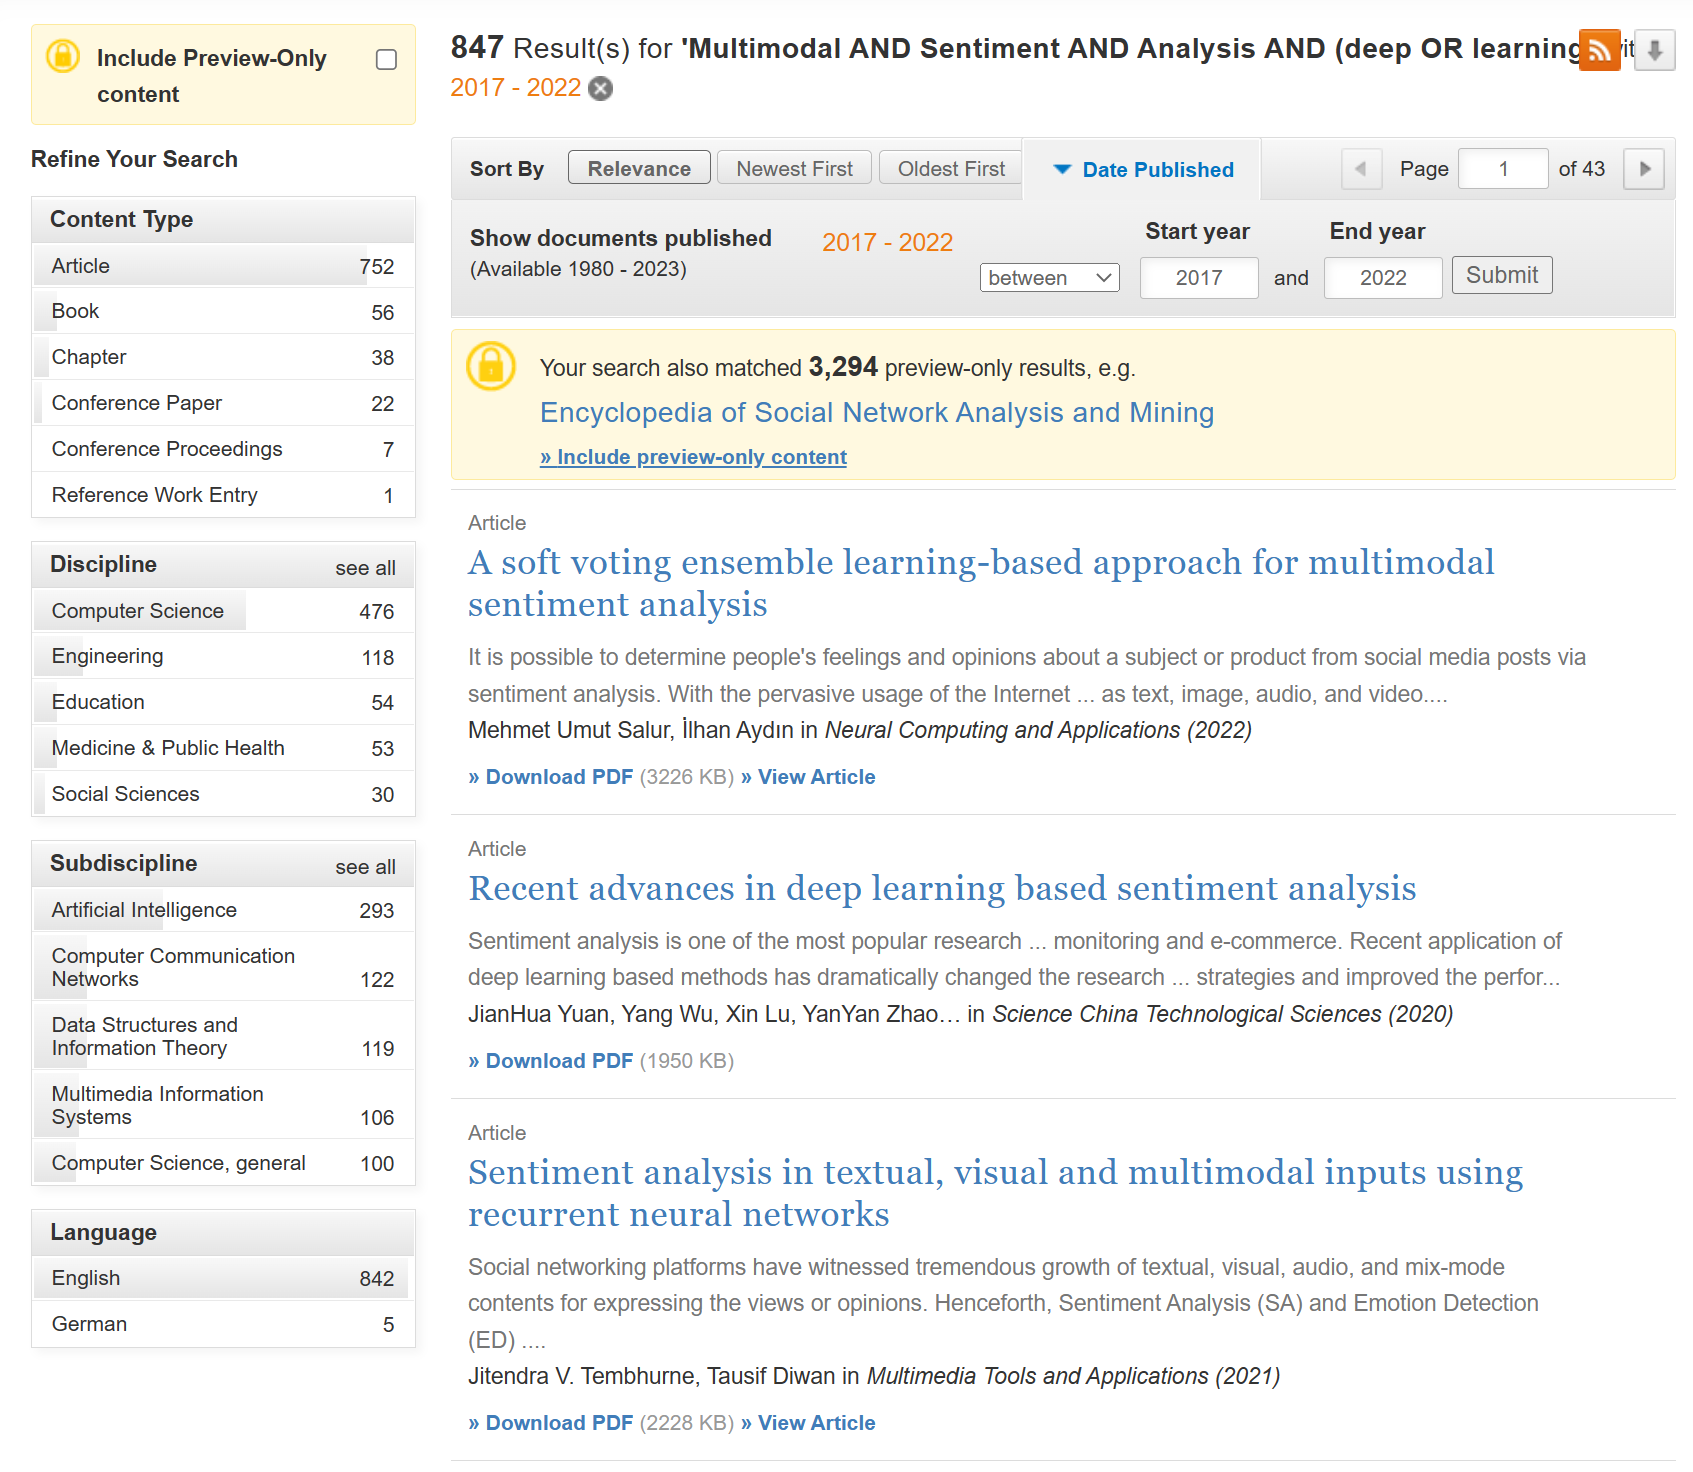 Include Preview-Only
content
Refine Your Search
Content Type
Article 752
Book 56
Chapter 38
Conference Paper 22
Conference Proceedings 7
Reference Work Entry 1
Discipline see all
Computer Science 476
Engineering 118
Education 54
Medicine & Public Health 53
Social Sciences 30
Subdiscipline see all
Artificial Intelligence 293
Computer Communication
Networks 122
Data Structures and
Information Theory 119
Multimedia Information
Systems 106
Computer Science, general 100
Language
English 842
German 5
847 Result(s) for 'Multimodal AND Sentiment AND Analysis AND (deep OR learning
2017 - 2022
Sort By Relevance Newest First Oldest First Date Published Page 1 of 43
Show documents published 2017 - 2022 Start year End year
(Available 1980 - 2023) between 2017 and 2022 Submit
Your search also matched 3,294 preview-only results, e.g.
Encyclopedia of Social Network Analysis and Mining
» Include preview-only content
Article
A soft voting ensemble learning-based approach for multimodal
sentiment analysis
It is possible to determine people's feelings and opinions about a subject or product from social media posts via
sentiment analysis. With the pervasive usage of the Internet ... as text, image, audio, and video....
Mehmet Umut Salur, İlhan Aydın in Neural Computing and Applications (2022)
» Download PDF (3226 KB) » View Article
Article
Recent advances in deep learning based sentiment analysis
Sentiment analysis is one of the most popular research ... monitoring and e-commerce. Recent application of
deep learning based methods has dramatically changed the research ... strategies and improved the perfor...
JianHua Yuan, Yang Wu, Xin Lu, YanYan Zhao… in Science China Technological Sciences (2020)
» Download PDF (1950 KB)
Article
Sentiment analysis in textual, visual and multimodal inputs using
recurrent neural networks
Social networking platforms have witnessed tremendous growth of textual, visual, audio, and mix-mode
contents for expressing the views or opinions. Henceforth, Sentiment Analysis (SA) and Emotion Detection
(ED) ....
Jitendra V. Tembhurne, Tausif Diwan in Multimedia Tools and Applications (2021)
» Download PDF (2228 KB) » View Article